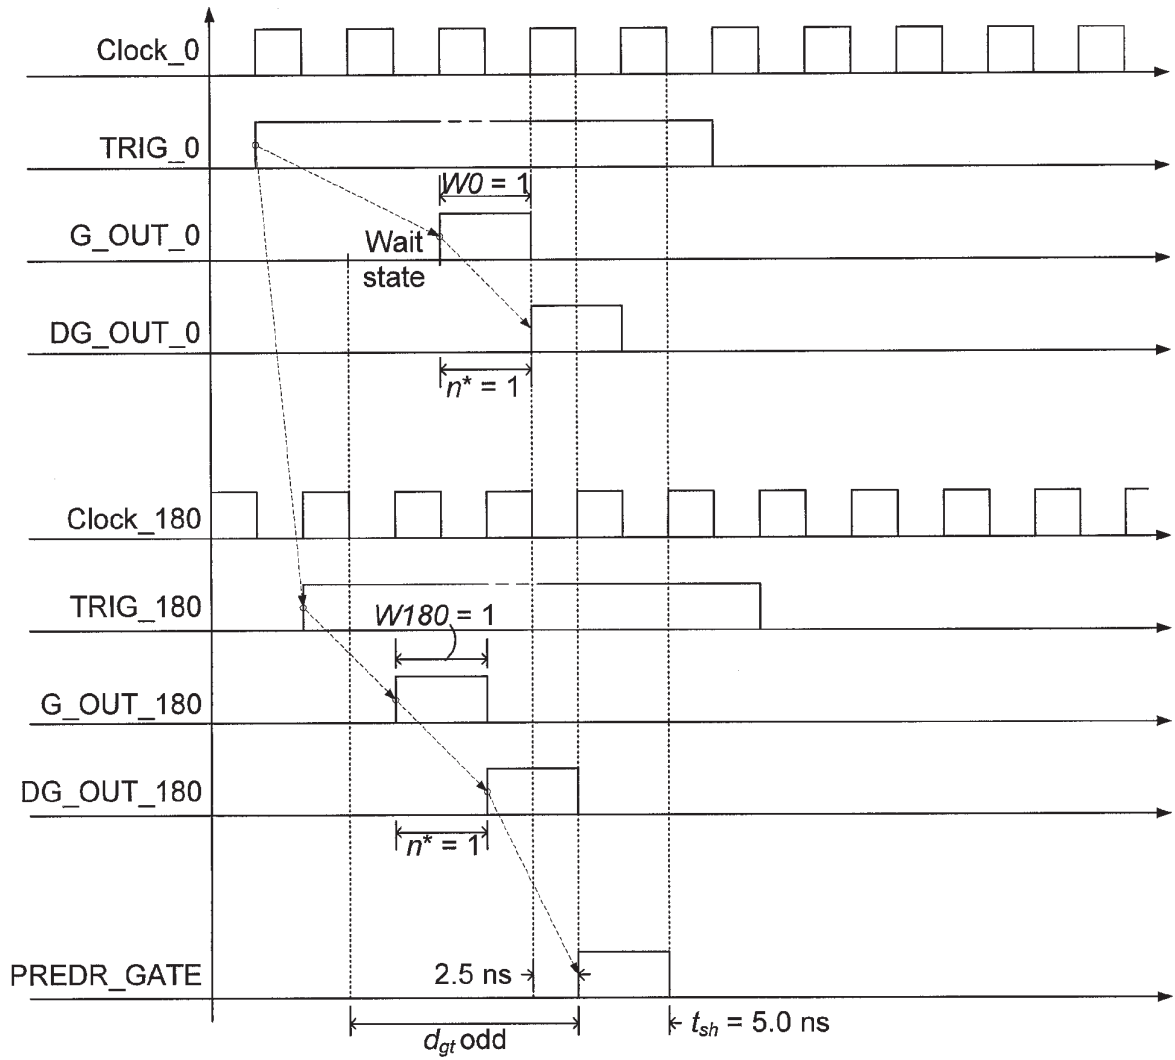 Clock_0
TRIG_0
W0 = 1
G_OUT_0
Wait
state
DG_OUT_0
n* = 1
Clock_180
TRIG_180
W180 = 1
G_OUT_180
DG_OUT_180
n* = 1
PREDR_GATE
2.5 ns
d_gt odd
t_sh = 5.0 ns